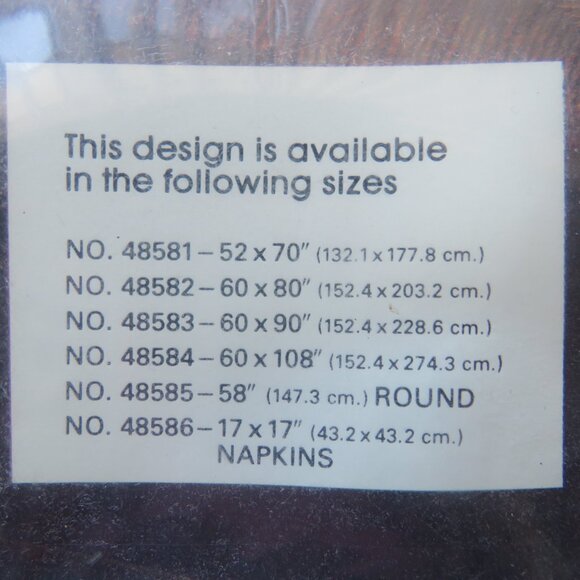 This design is available
in the following sizes
NO. 48581 – 52 x 70" (132.1 x 177.8 cm.)
NO. 48582 – 60 x 80" (152.4 x 203.2 cm.)
NO. 48583 – 60 x 90" (152.4 x 228.6 cm.)
NO. 48584 – 60 x 108" (152.4 x 274.3 cm.)
NO. 48585 – 58" (147.3 cm.) ROUND
NO. 48586 – 17 x 17" (43.2 x 43.2 cm.)
NAPKINS